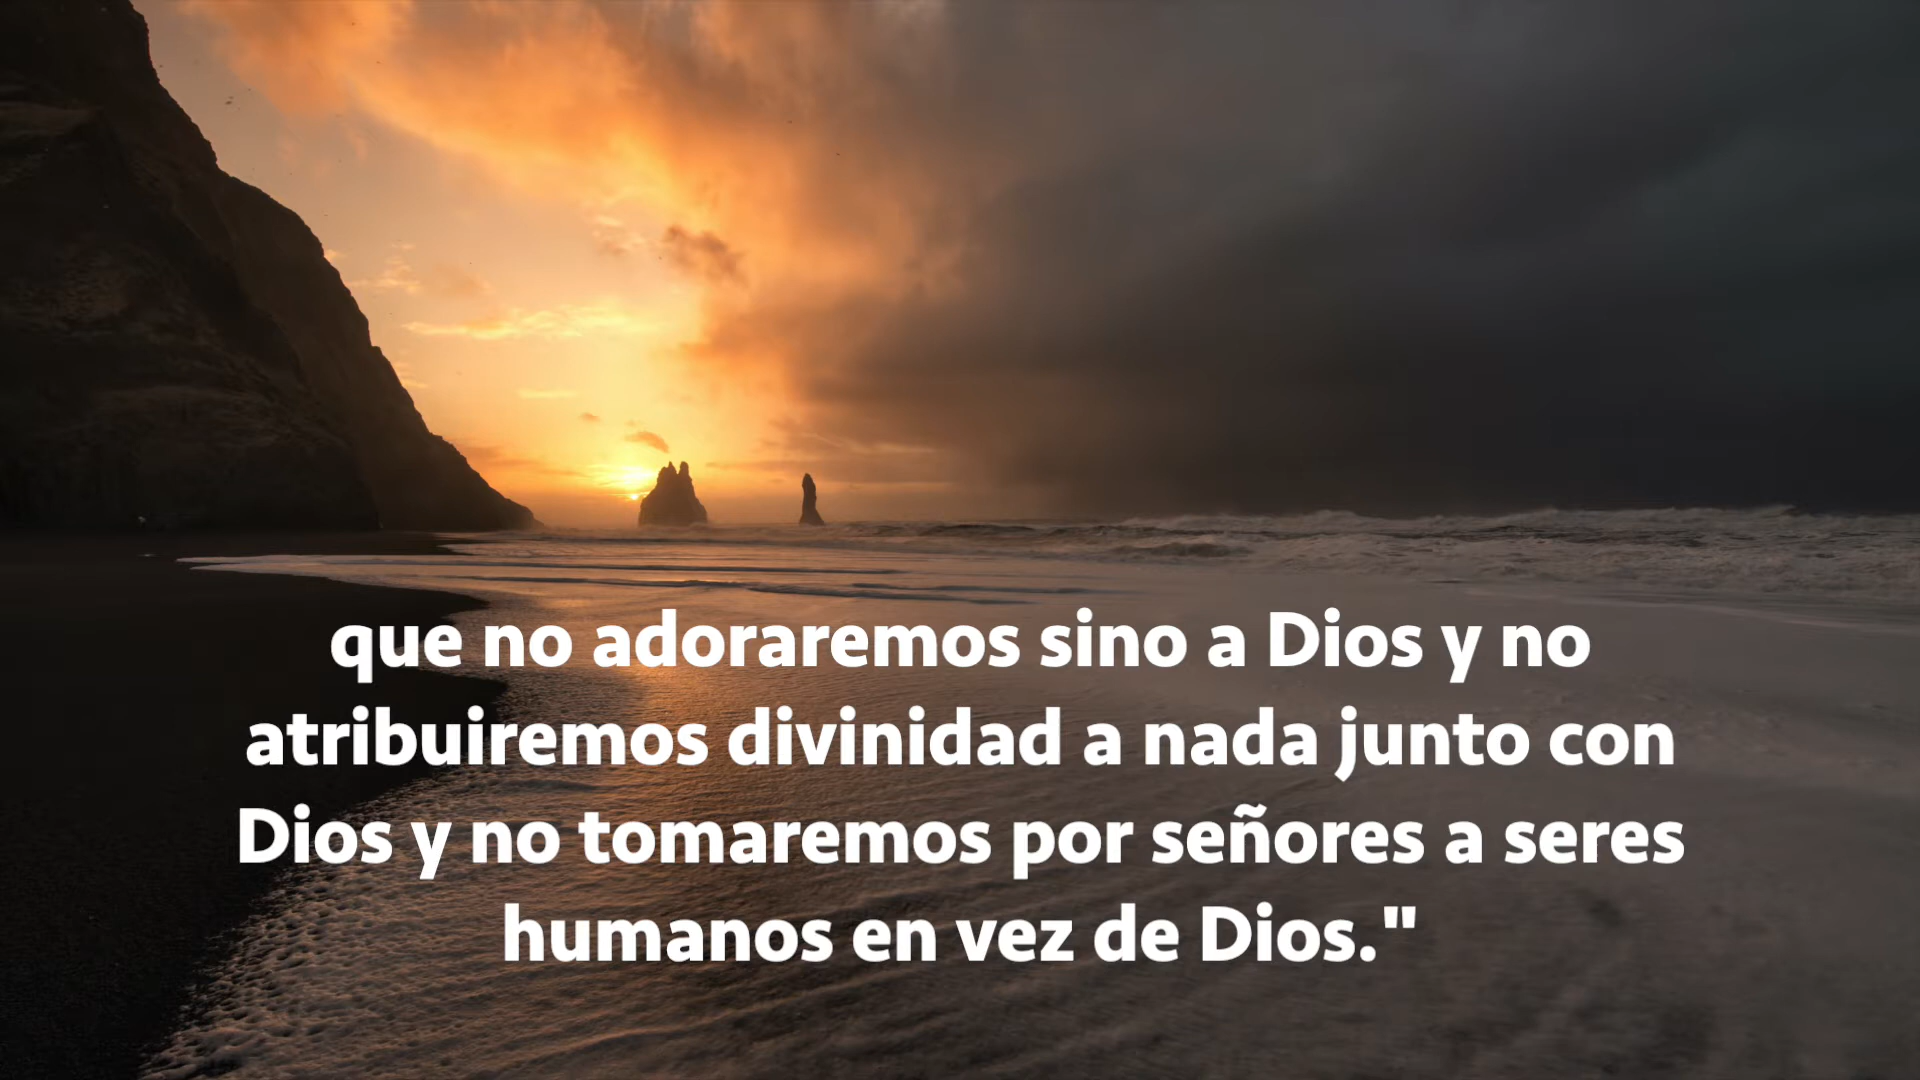 que no adoraremos sino a Dios y no
atribuiremos divinidad a nada junto con
Dios y no tomaremos por señores a seres
humanos en vez de Dios."